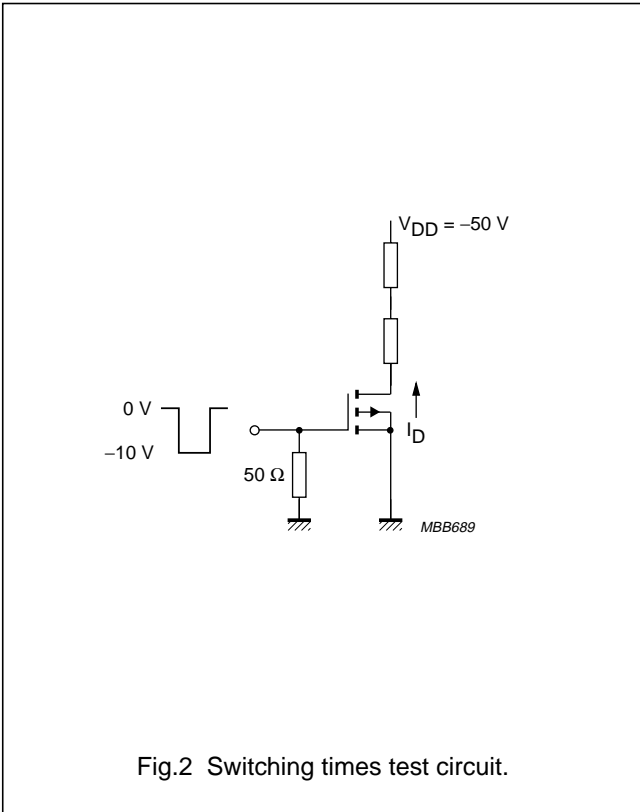 V_DD = −50 V
0 V
−10 V
I_D
50 Ω
MBB689
Fig.2 Switching times test circuit.